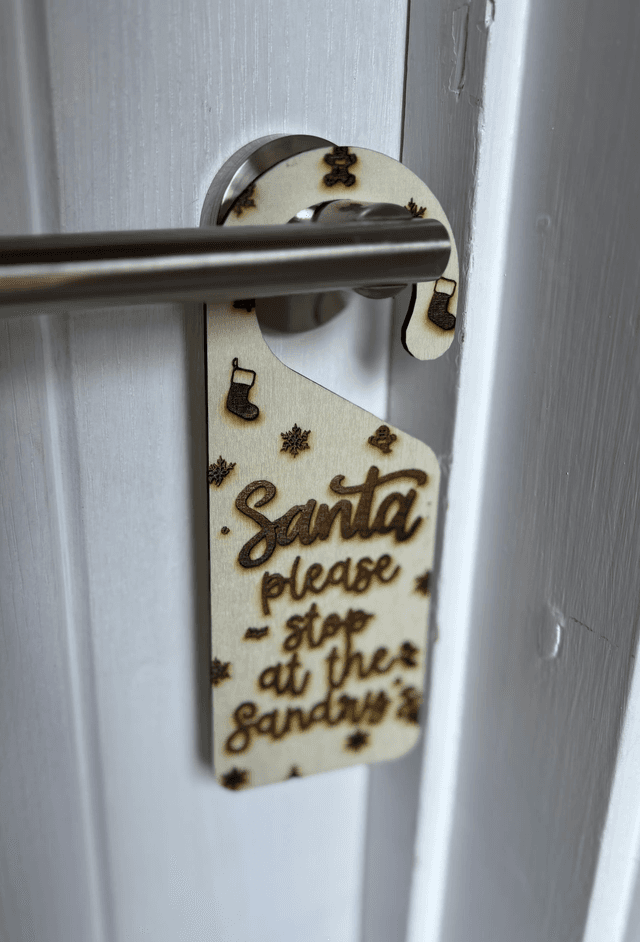 Santa
please
stop
at the
Sandry's